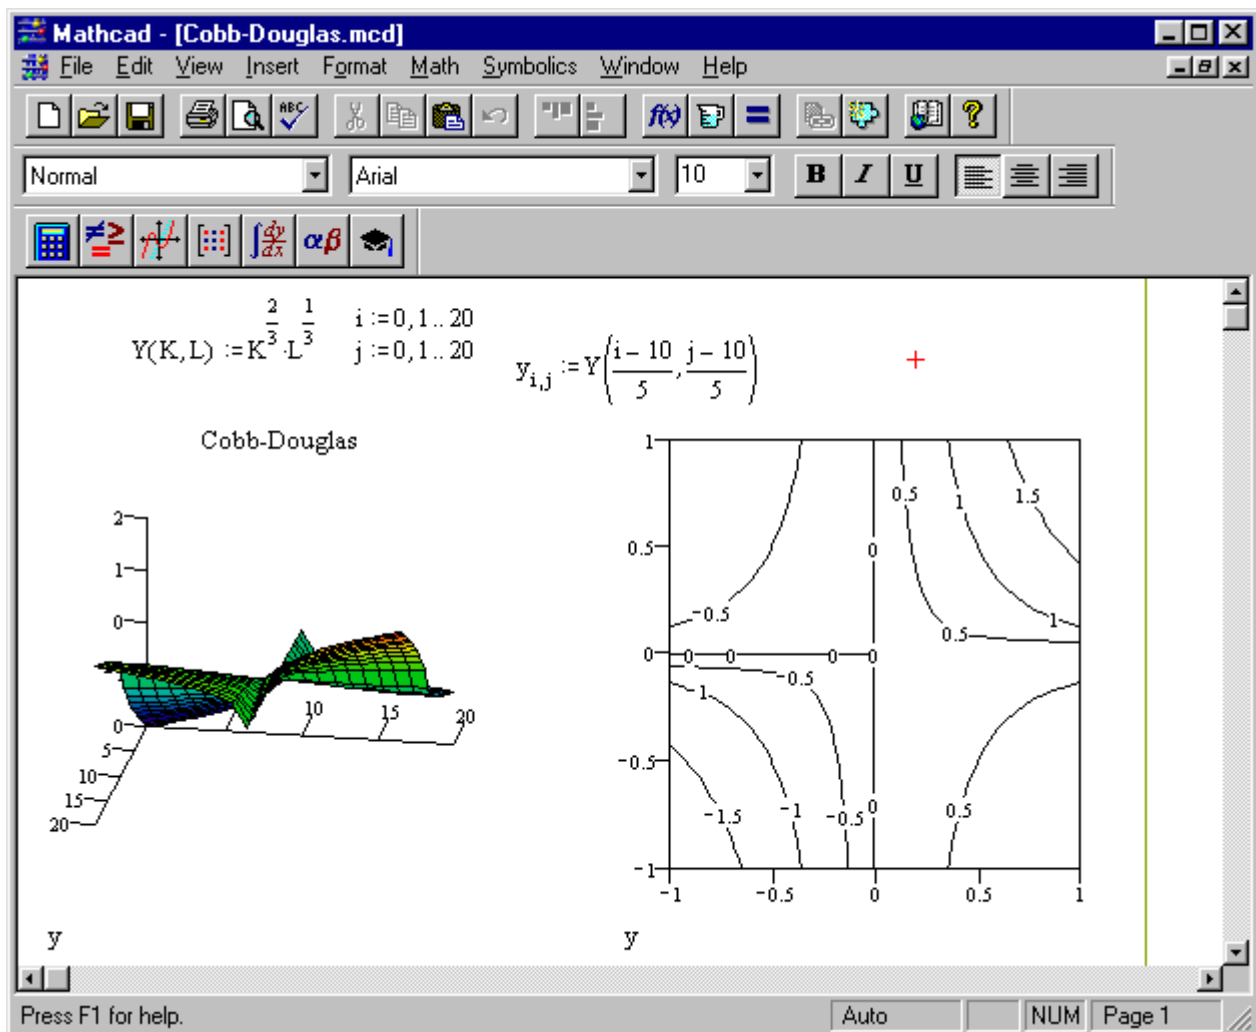 Mathcad - [Cobb-Douglas.mcd]
File Edit View Insert Format Math Symbolics Window Help
ABC f(x) = ?
Normal Arial 10 B I U
≠≥= ∫dy/dx αβ
Y(K,L) := K^(2/3)·L^(1/3)
i := 0, 1 .. 20
j := 0, 1 .. 20
y_i,j := Y((i − 10)/5, (j − 10)/5)
Cobb-Douglas
2
1
0
0
5
10
15
20
10 15 20
y
1
0.5
0
-0.5
-1
-1 -0.5 0 0.5 1
0.5 1 1.5
0
-0.5
1
0.5
0 0 0 0
-0.5
-1
0
-1.5 -1 -0.5 0.5
y
Press F1 for help.
Auto NUM Page 1